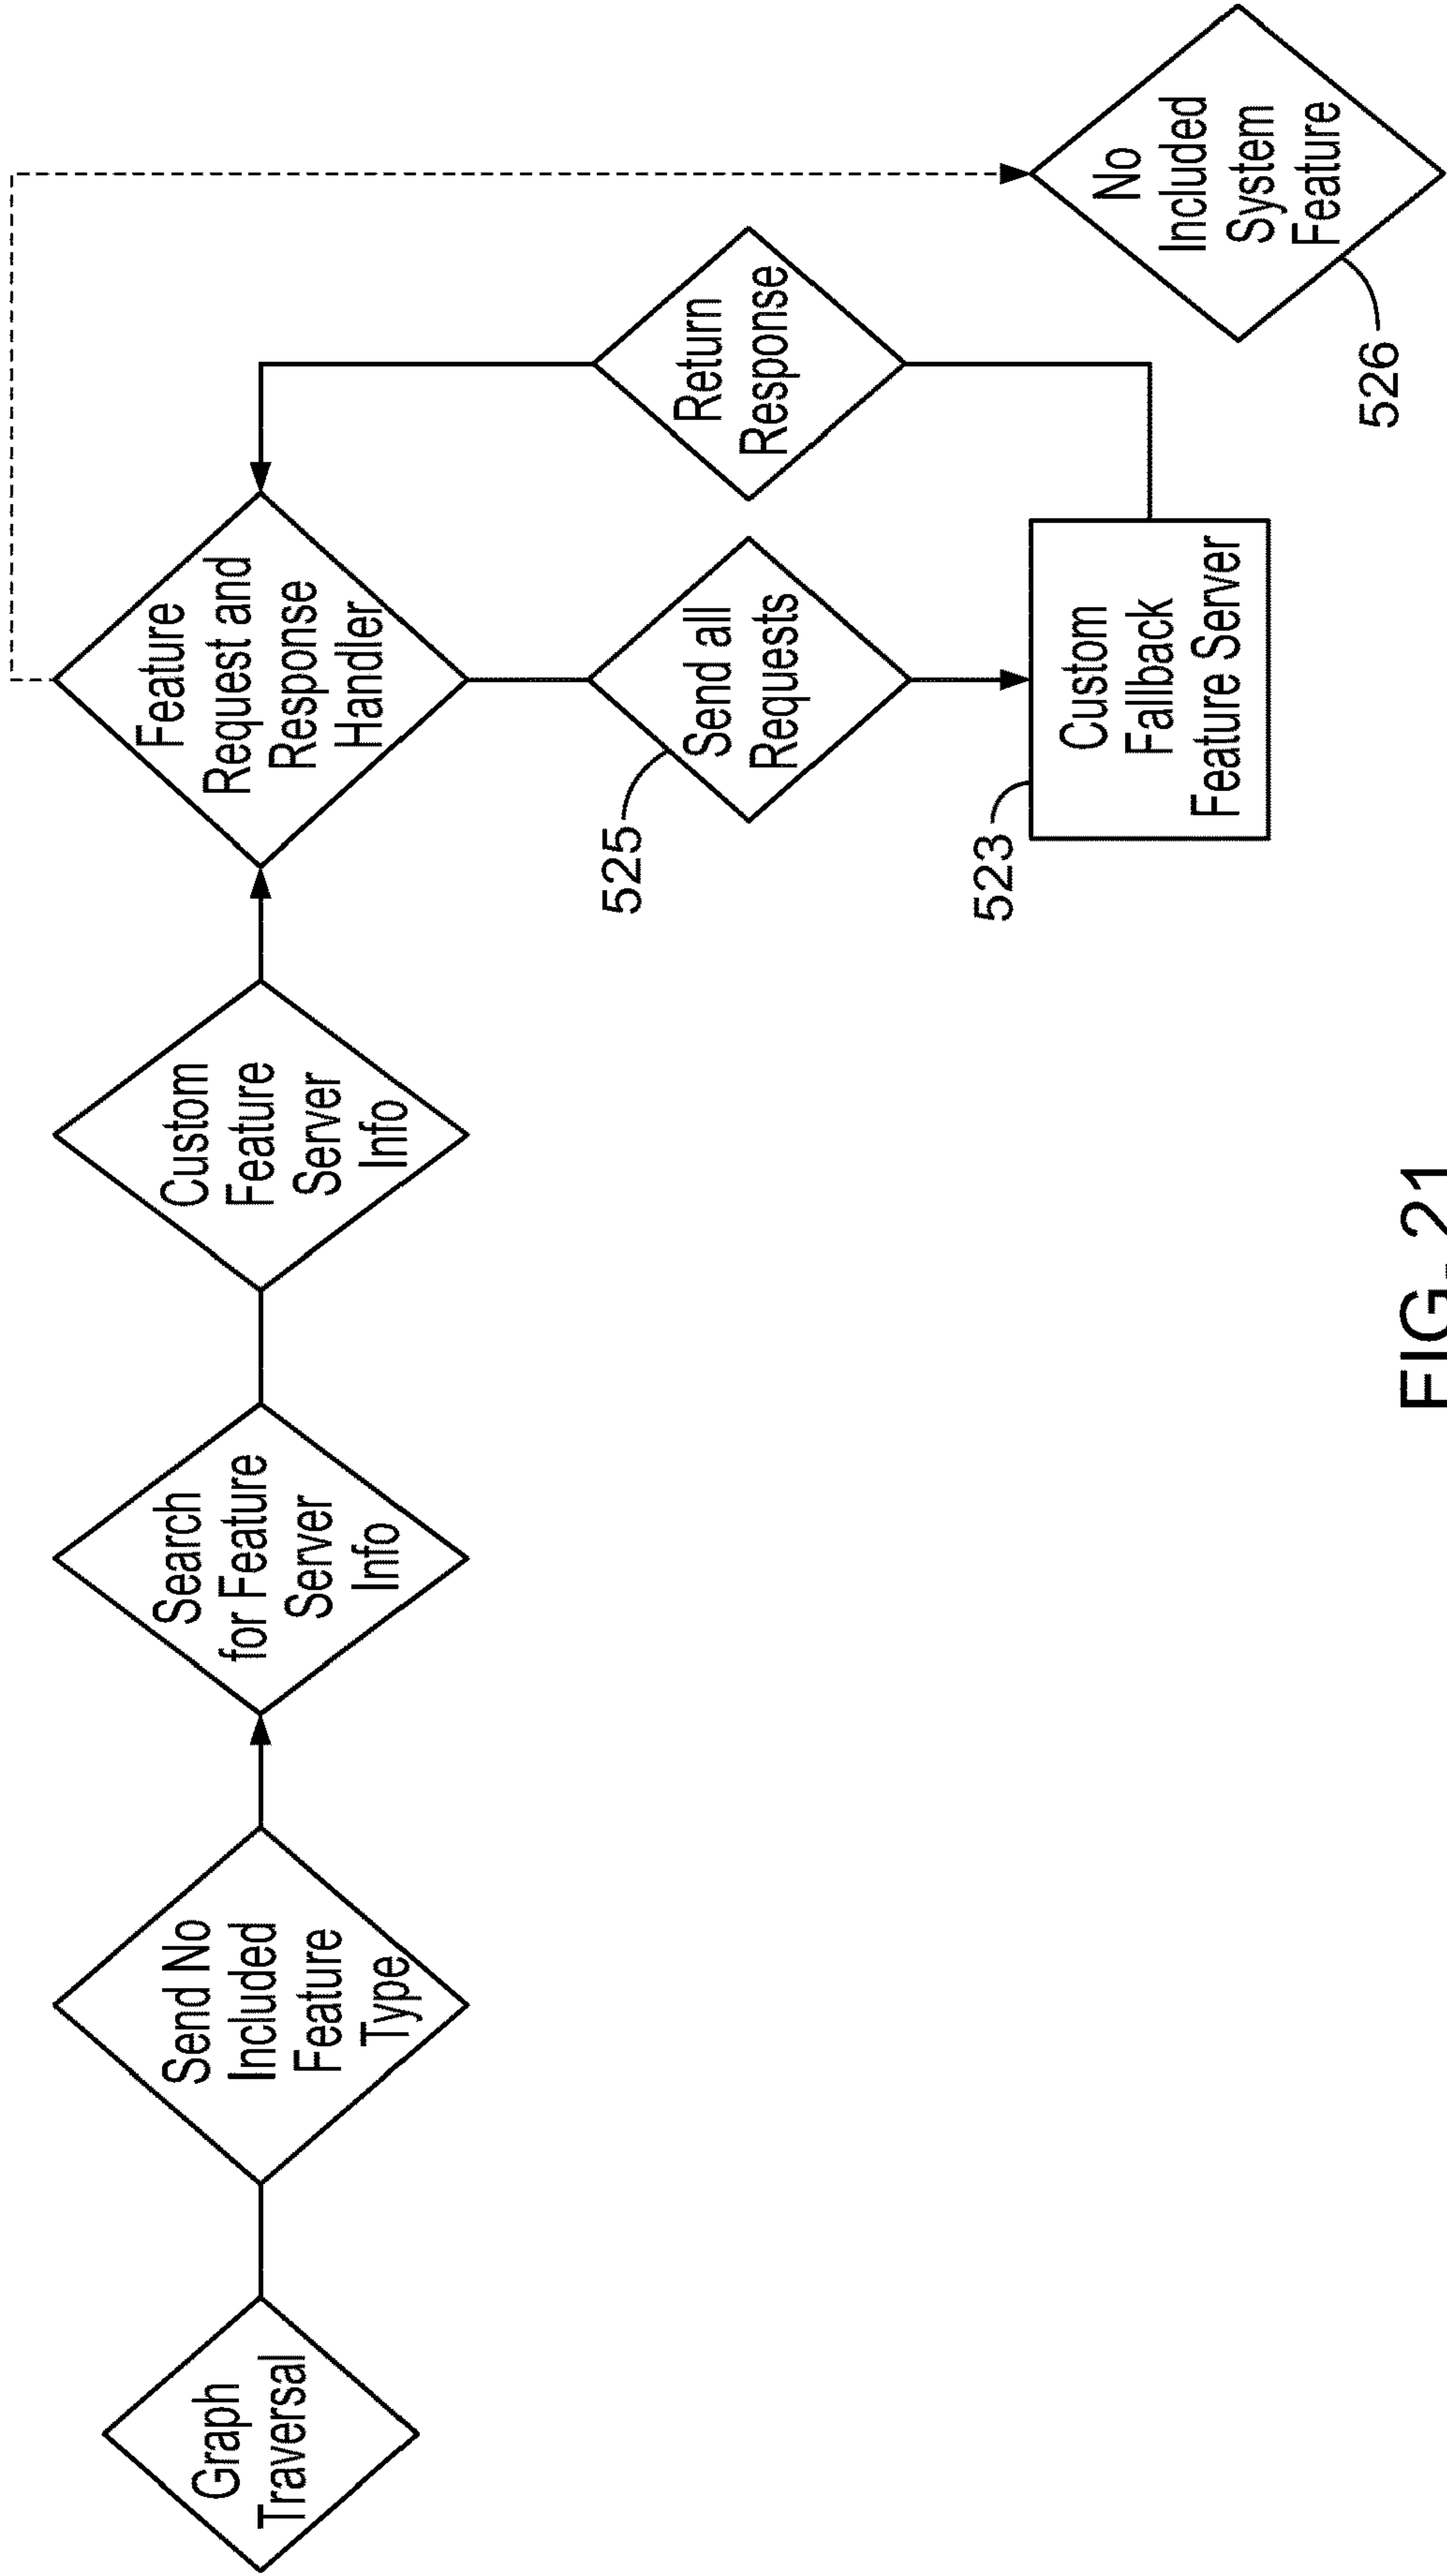 Graph
Traversal
Send No
Included
Feature
Type
Search
for Feature
Server
Info
Custom
Feature
Server
Info
Feature
Request and
Response
Handler
525
Send all
Requests
Return
Response
523
Custom
Fallback
Feature Server
No
Included
System
Feature
526
FIG. 21